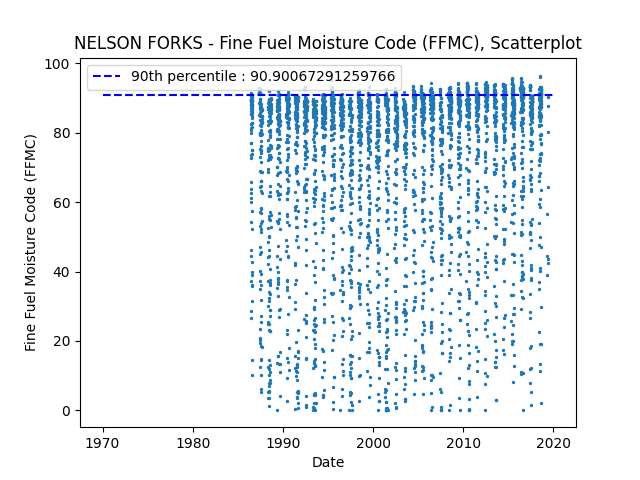 NELSON FORKS - Fine Fuel Moisture Code (FFMC), Scatterplot
90th percentile : 90.90067291259766
100
80
60
40
20
0
Fine Fuel Moisture Code (FFMC)
1970 1980 1990 2000 2010 2020
Date